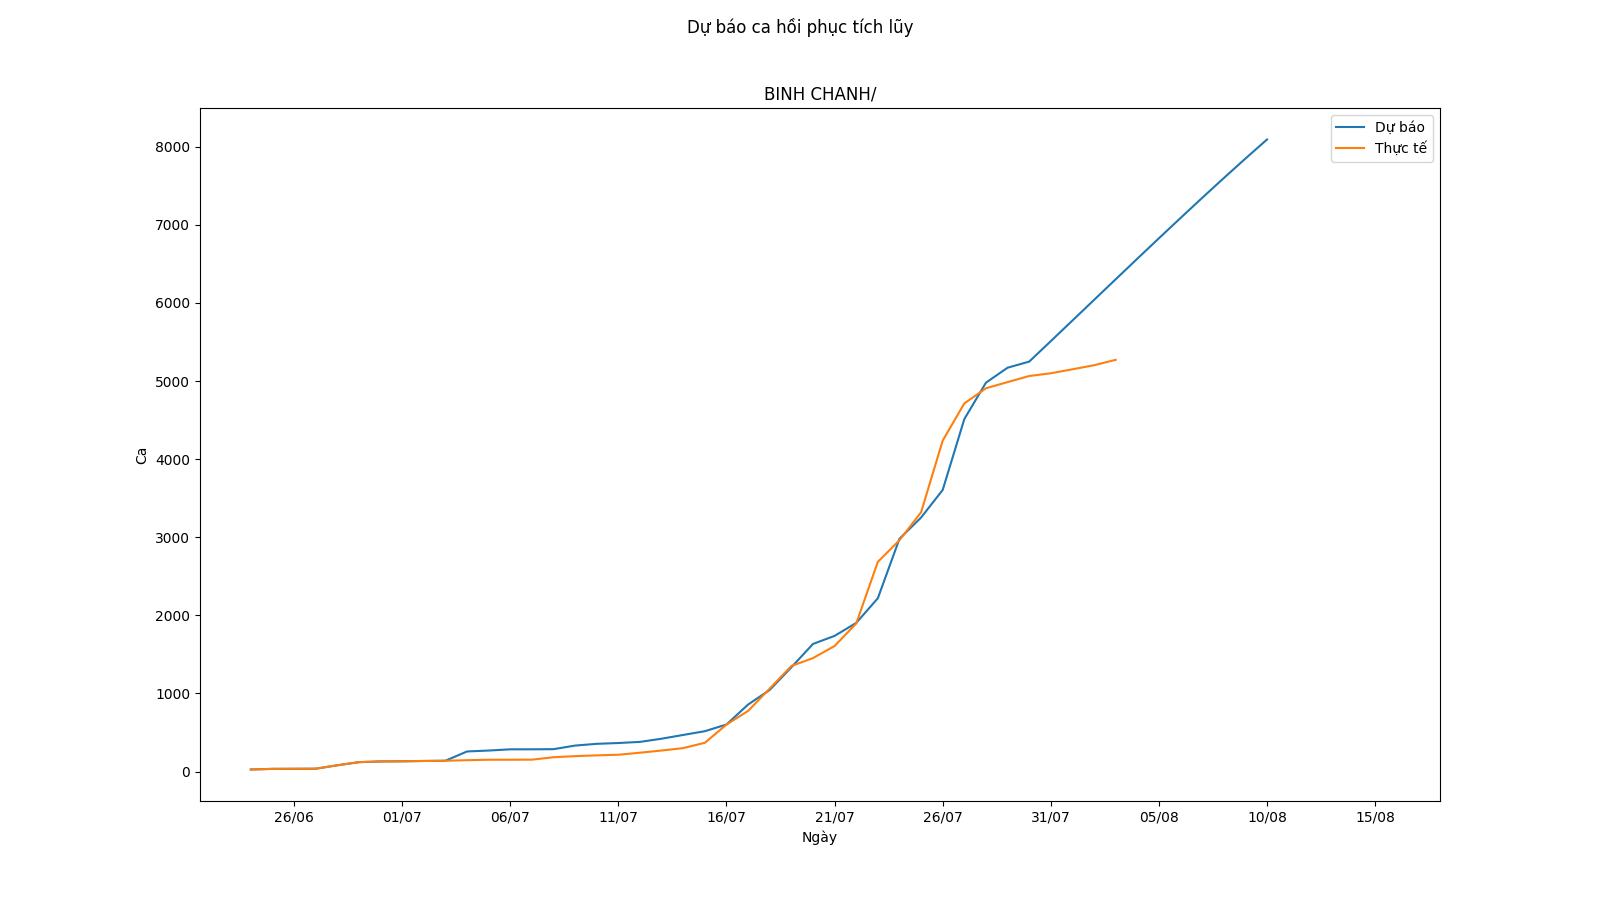 Dự báo ca hồi phục tích lũy
BINH CHANH/
Dự báo
Thực tế
8000
7000
6000
5000
4000
3000
2000
1000
0
Ca
26/06 01/07 06/07 11/07 16/07 21/07 26/07 31/07 05/08 10/08 15/08
Ngày